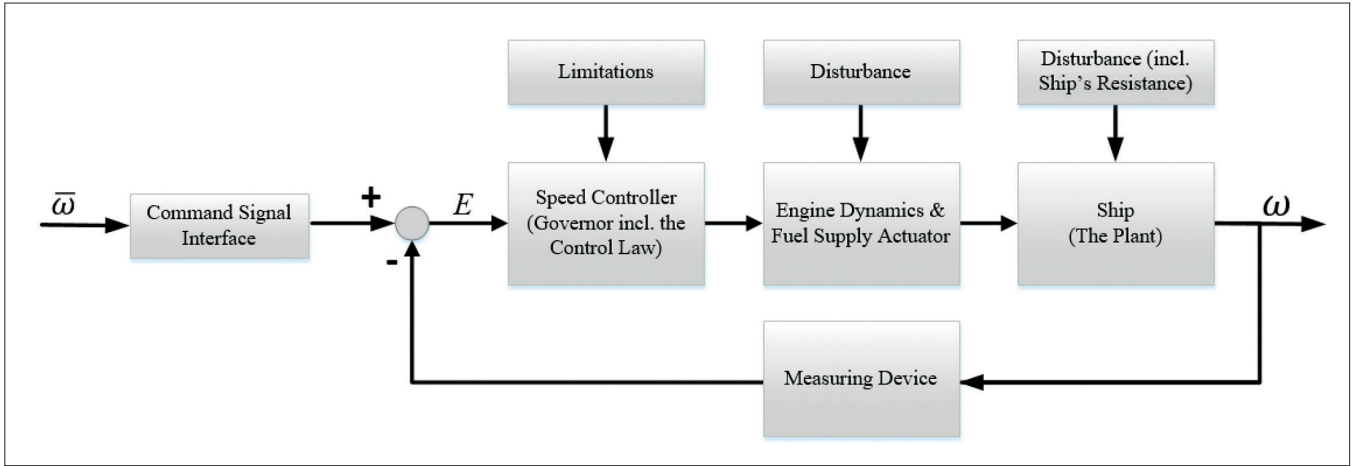 Limitations
Disturbance
Disturbance (incl.
Ship's Resistance)
ω̅
Command Signal
Interface
+
-
E
Speed Controller
(Governor incl. the
Control Law)
Engine Dynamics &
Fuel Supply Actuator
Ship
(The Plant)
ω
Measuring Device